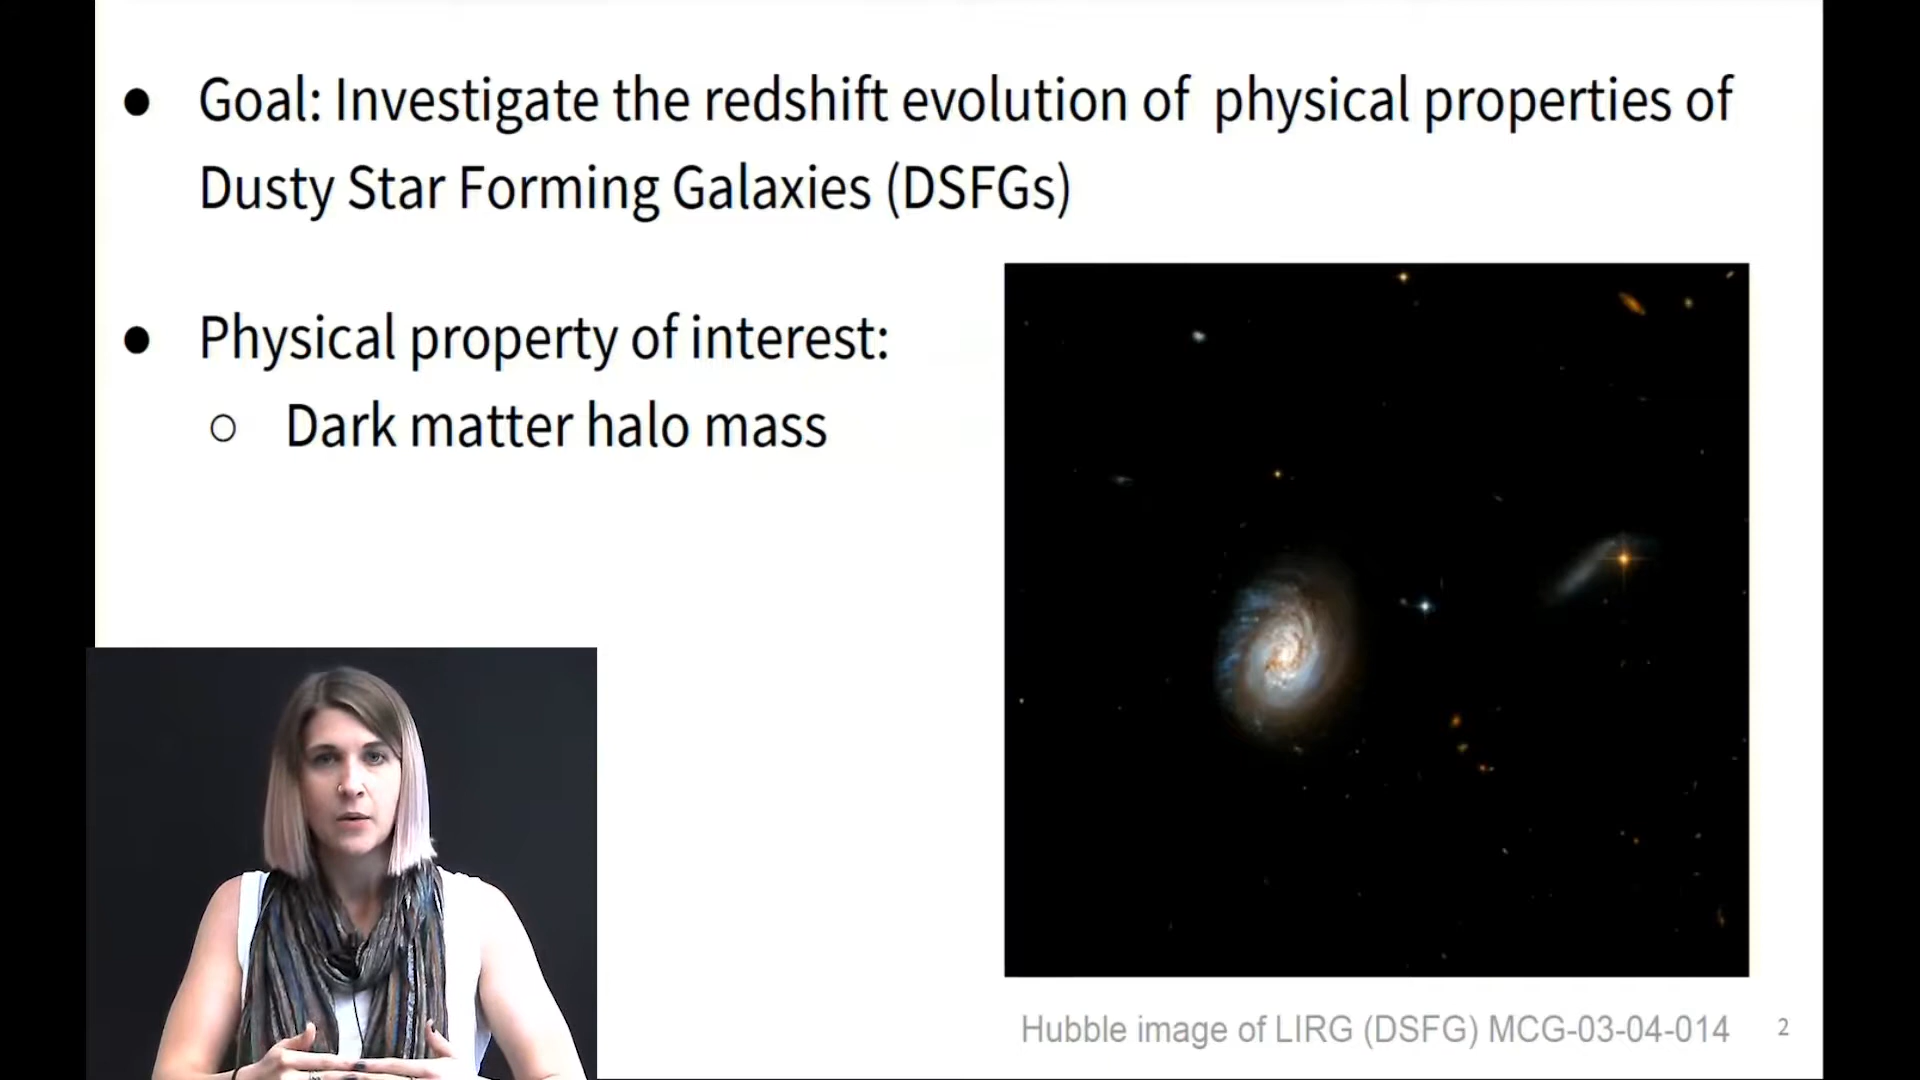 ● Goal: Investigate the redshift evolution of physical properties of
Dusty Star Forming Galaxies (DSFGs)
● Physical property of interest:
○ Dark matter halo mass
Hubble image of LIRG (DSFG) MCG-03-04-014
2